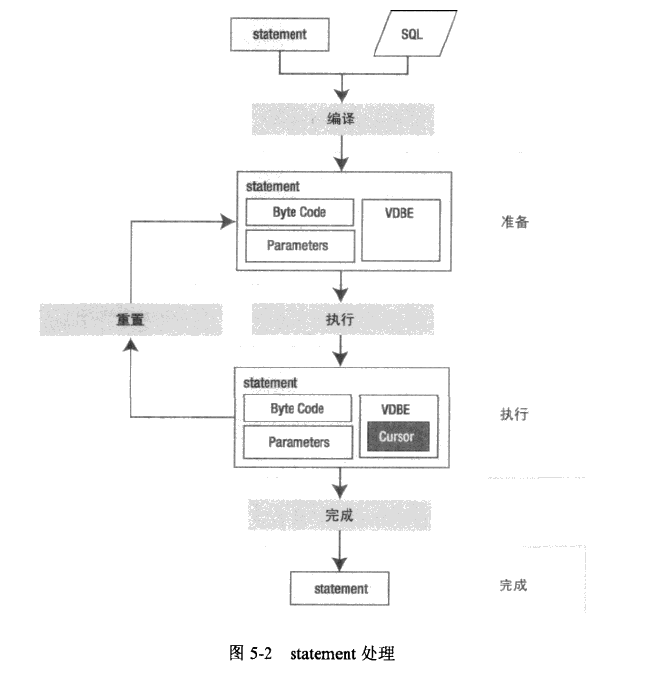 statement
SQL
编译
statement
Byte Code
VDBE
准备
Parameters
重置
执行
statement
Byte Code
VDBE
执行
Parameters
Cursor
完成
statement
完成
图 5-2 statement 处理